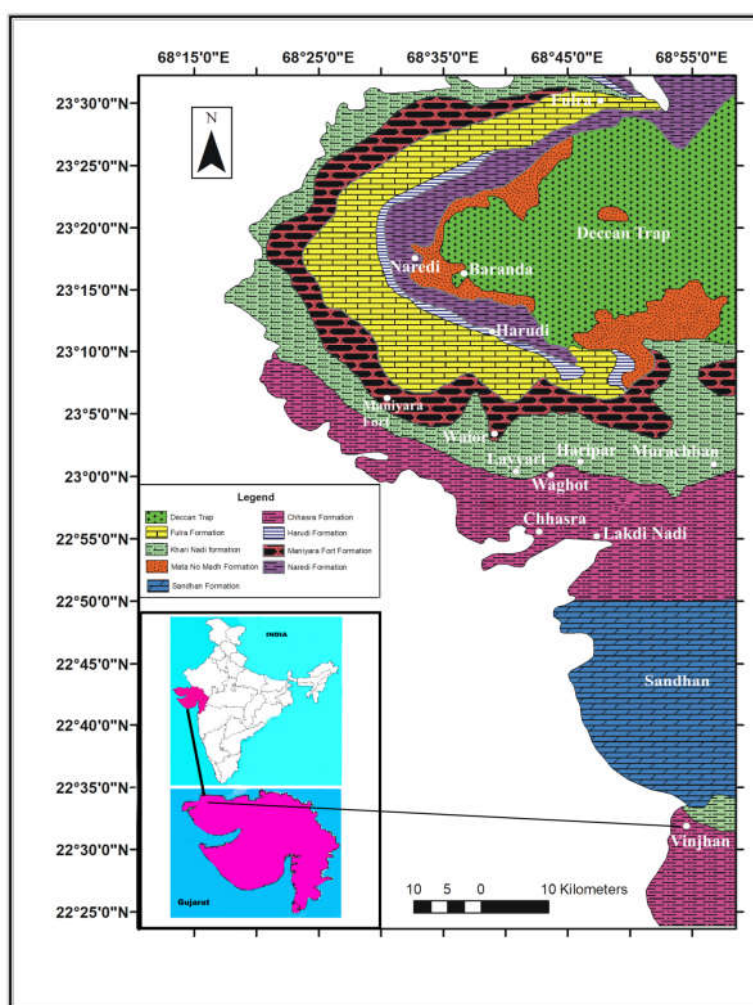 68°15'0"E 68°25'0"E 68°35'0"E 68°45'0"E 68°55'0"E
23°30'0"N
23°25'0"N
23°20'0"N
23°15'0"N
23°10'0"N
23°5'0"N
23°0'0"N
22°55'0"N
22°50'0"N
22°45'0"N
22°40'0"N
22°35'0"N
22°30'0"N
22°25'0"N
N
Fulra
Deccan Trap
Naredi
Baranda
Harudi
Maniyara
Fort
Waior
Layyari
Haripar
Murachban
Waghot
Chhasra
Lakdi Nadi
Sandhan
Vinjhan
Legend
Deccan Trap
Chhasra Formation
Fulra Formation
Harudi Formation
Khari Nadi formation
Maniyara Fort Formation
Mata No Madh Formation
Naredi Formation
Sandhan Formation
INDIA
Gujarat
10 5 0 10 Kilometers